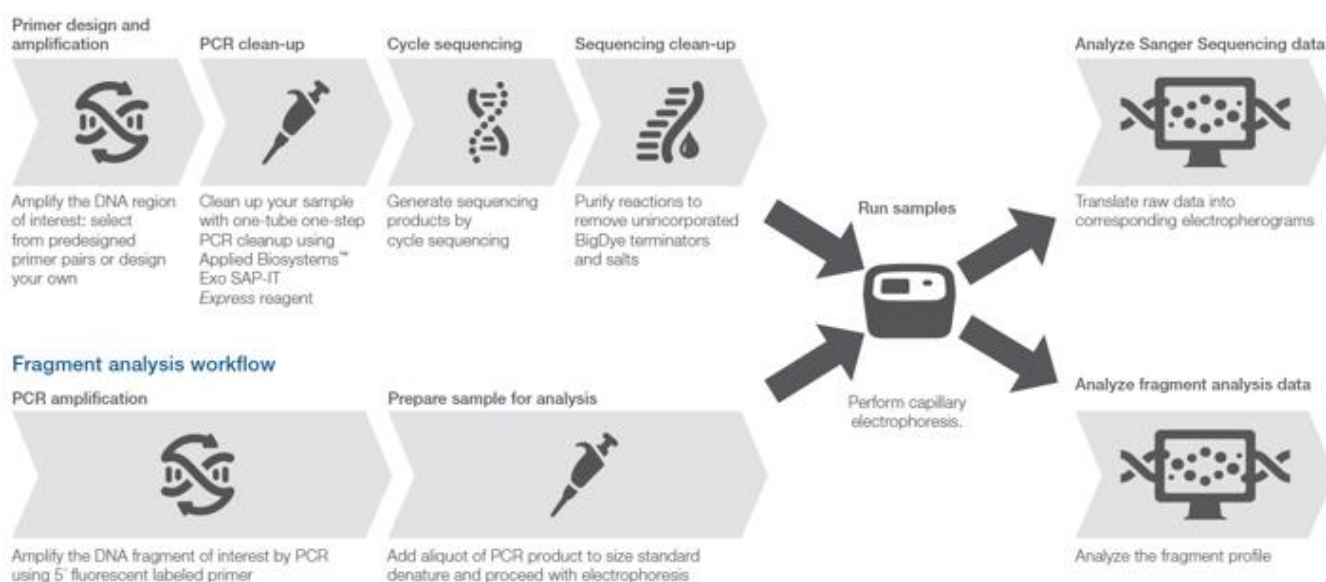 Primer design and
amplification
Amplify the DNA region
of interest: select
from predesigned
primer pairs or design
your own
PCR clean-up
Clean up your sample
with one-tube one-step
PCR cleanup using
Applied Biosystems™
Exo SAP-IT
Express reagent
Cycle sequencing
Generate sequencing
products by
cycle sequencing
Sequencing clean-up
Purify reactions to
remove unincorporated
BigDye terminators
and salts
Run samples
Perform capillary
electrophoresis.
Analyze Sanger Sequencing data
Translate raw data into
corresponding electropherograms
Fragment analysis workflow
PCR amplification
Amplify the DNA fragment of interest by PCR
using 5' fluorescent labeled primer
Prepare sample for analysis
Add aliquot of PCR product to size standard
denature and proceed with electrophoresis
Analyze fragment analysis data
Analyze the fragment profile